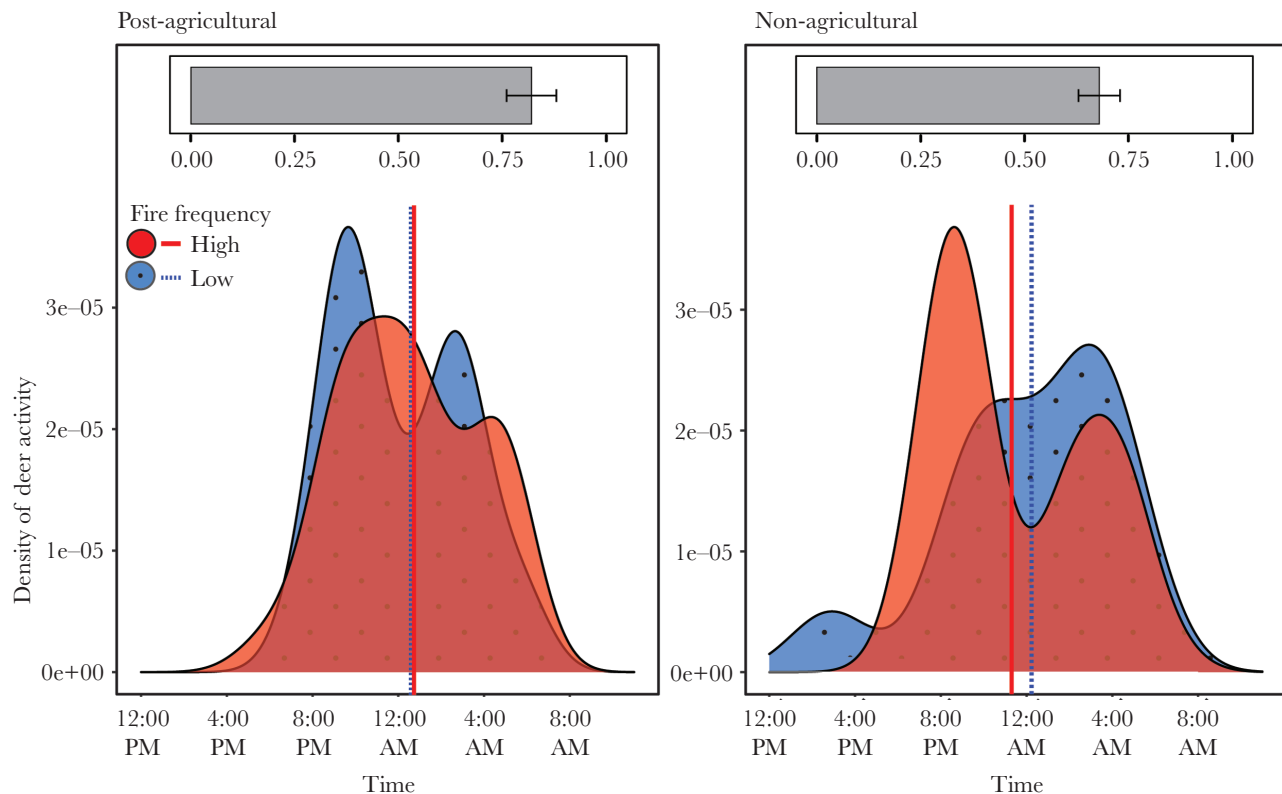 Post-agricultural
Non-agricultural
0.00 0.25 0.50 0.75 1.00
0.00 0.25 0.50 0.75 1.00
Fire frequency
High
Low
Density of deer activity
3e–05
2e–05
1e–05
0e+00
3e–05
2e–05
1e–05
0e+00
12:00 4:00 8:00 12:00 4:00 8:00
PM PM PM AM AM AM
Time
12:00 4:00 8:00 12:00 4:00 8:00
PM PM PM AM AM AM
Time